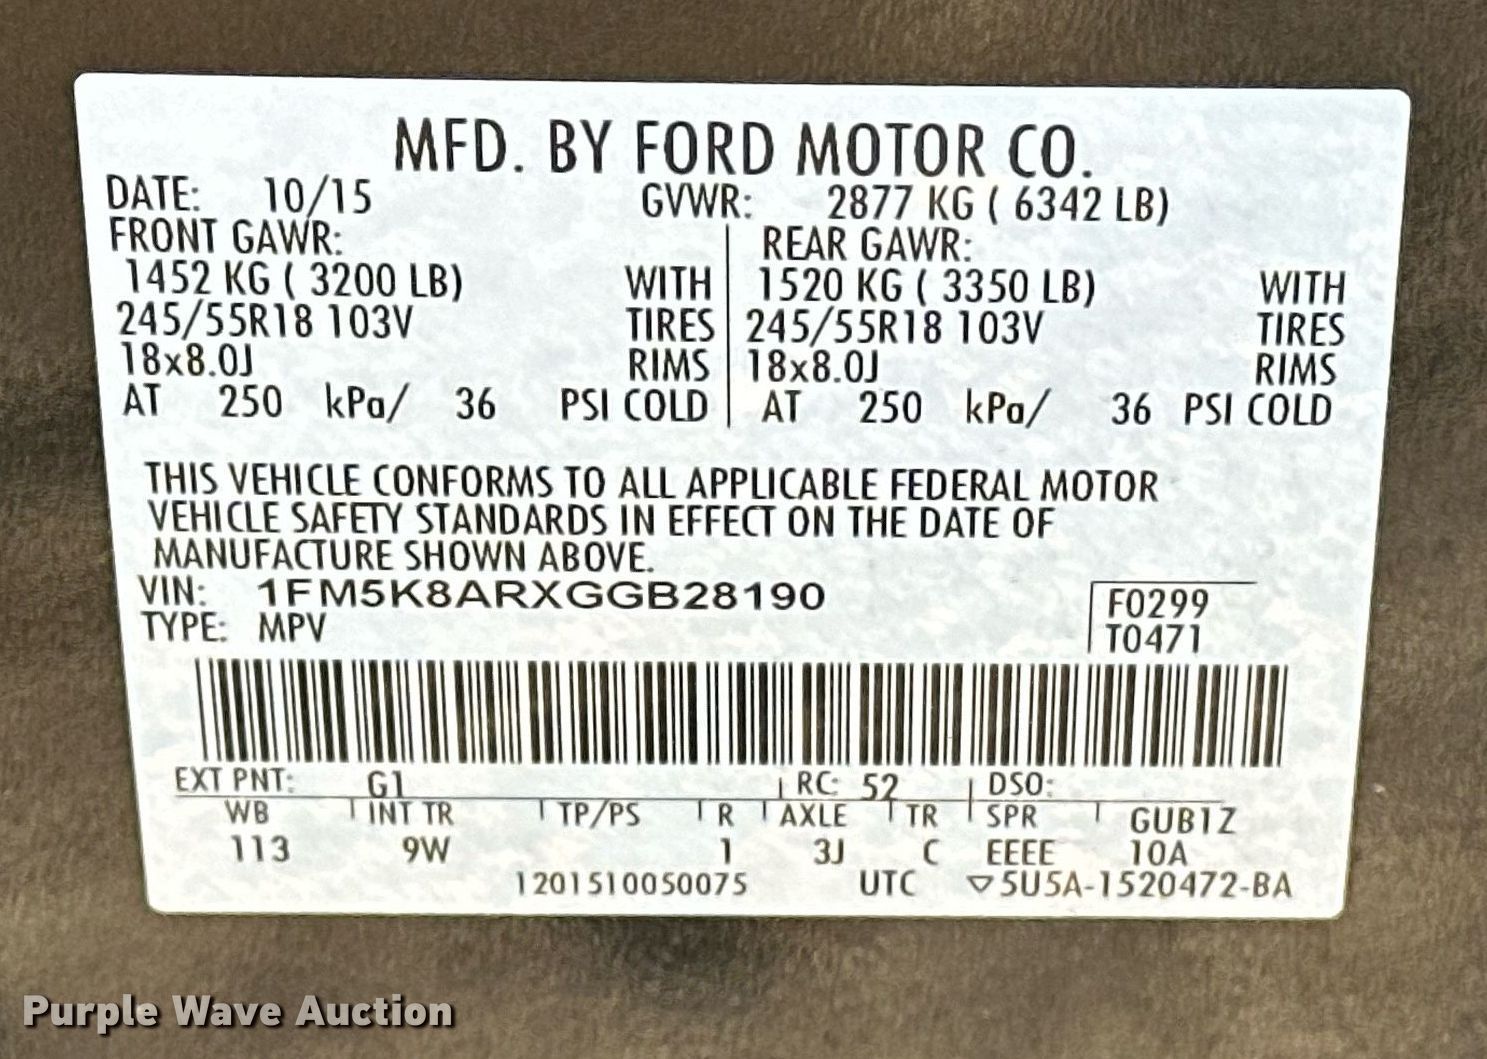 MFD. BY FORD MOTOR CO.
DATE: 10/15 GVWR: 2877 KG ( 6342 LB)
FRONT GAWR: REAR GAWR:
1452 KG ( 3200 LB) WITH 1520 KG ( 3350 LB) WITH
245/55R18 103V TIRES 245/55R18 103V TIRES
18x8.0J RIMS 18x8.0J RIMS
AT 250 kPa/ 36 PSI COLD AT 250 kPa/ 36 PSI COLD
THIS VEHICLE CONFORMS TO ALL APPLICABLE FEDERAL MOTOR
VEHICLE SAFETY STANDARDS IN EFFECT ON THE DATE OF
MANUFACTURE SHOWN ABOVE.
VIN: 1FM5K8ARXGGB28190 F0299
TYPE: MPV T0471
EXT PNT: G1 RC: 52 DSO:
WB INT TR TP/PS R AXLE TR SPR GUB1Z
113 9W 1 3J C EEEE 10A
1201510050075 UTC ▽5U5A-1520472-BA
Purple Wave Auction